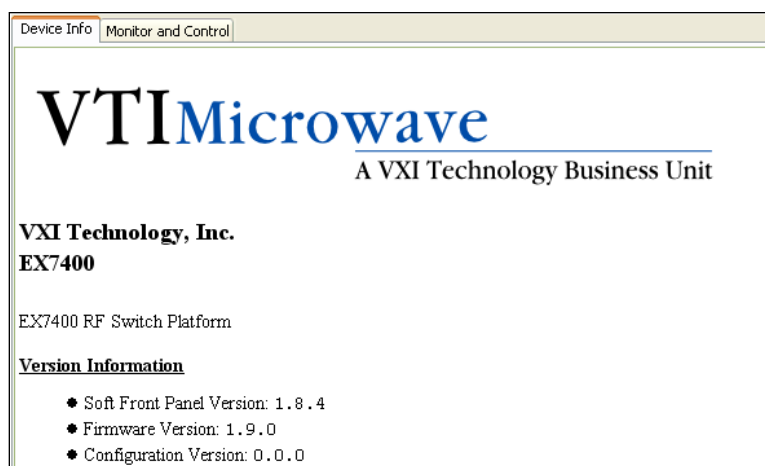 Device Info Monitor and Control
VTIMicrowave
A VXI Technology Business Unit
VXI Technology, Inc.
EX7400
EX7400 RF Switch Platform
Version Information
● Soft Front Panel Version: 1.8.4
● Firmware Version: 1.9.0
● Configuration Version: 0.0.0